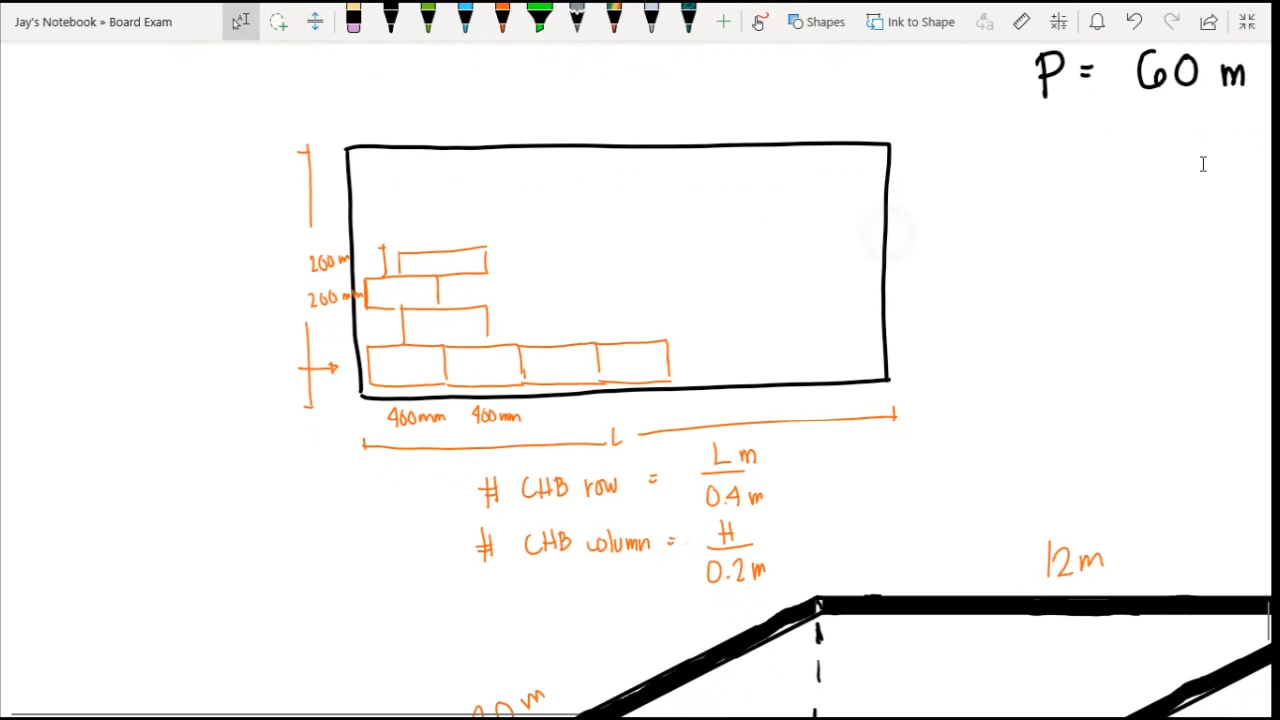 Jay's Notebook » Board Exam
Shapes
Ink to Shape
P = 60 m
200 m
200 mm
400mm 400mm
L
# CHB row = L m / 0.4 m
# CHB column = H / 0.2 m
12m